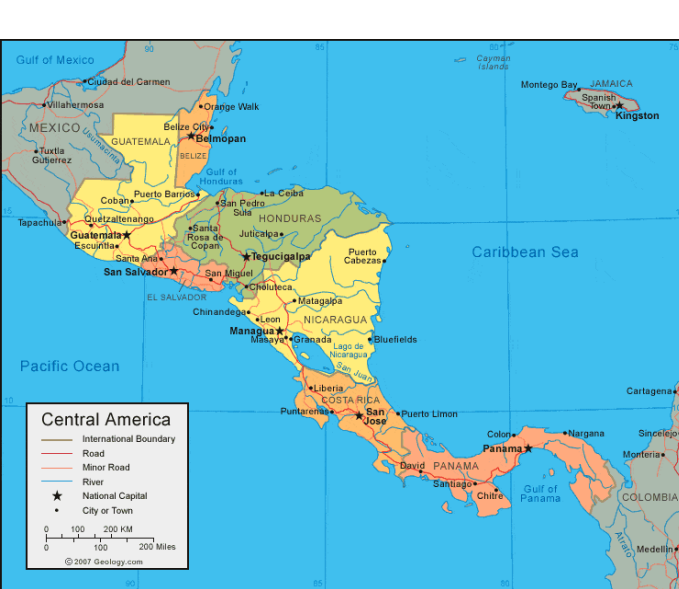 90
85
80
75
Gulf of Mexico
Ciudad del Carmen
Cayman
islands
Montego Bay
JAMAICA
Spanish
Town
Kingston
Villahermosa
Orange Walk
MEXICO
Usumacinta
GUATEMALA
Belize City
Belmopan
BELIZE
Tuxtla
Gutierrez
Gulf of
Honduras
Puerto Barrios
La Ceiba
Coban
San Pedro
Sula
HONDURAS
15
Tapachula
Quetzaltenango
Guatemala
Santa
Rosa de
Copan
Juticalpa
Escuintla
Santa Ana
Tegucigalpa
Puerto
Cabezas
Caribbean Sea
San Salvador
San Miguel
Choluteca
EL SALVADOR
Matagalpa
Chinandega
Leon
NICARAGUA
Managua
Masaya
Granada
Bluefields
Lago de
Nicaragua
San Juan
Pacific Ocean
Liberia
COSTA RICA
Cartagena
10
Puntarenas
San
Jose
Puerto Limon
Colon
Nargana
Sincelejo
Panama
Monteria
David
PANAMA
Santiago
Chitre
Gulf of
Panama
COLOMBIA
Atrato
Medellin
Central America
International Boundary
Road
Minor Road
River
National Capital
City or Town
0 100 200 KM
0 100 200 Miles
© 2007 Geology.com
90
85
80